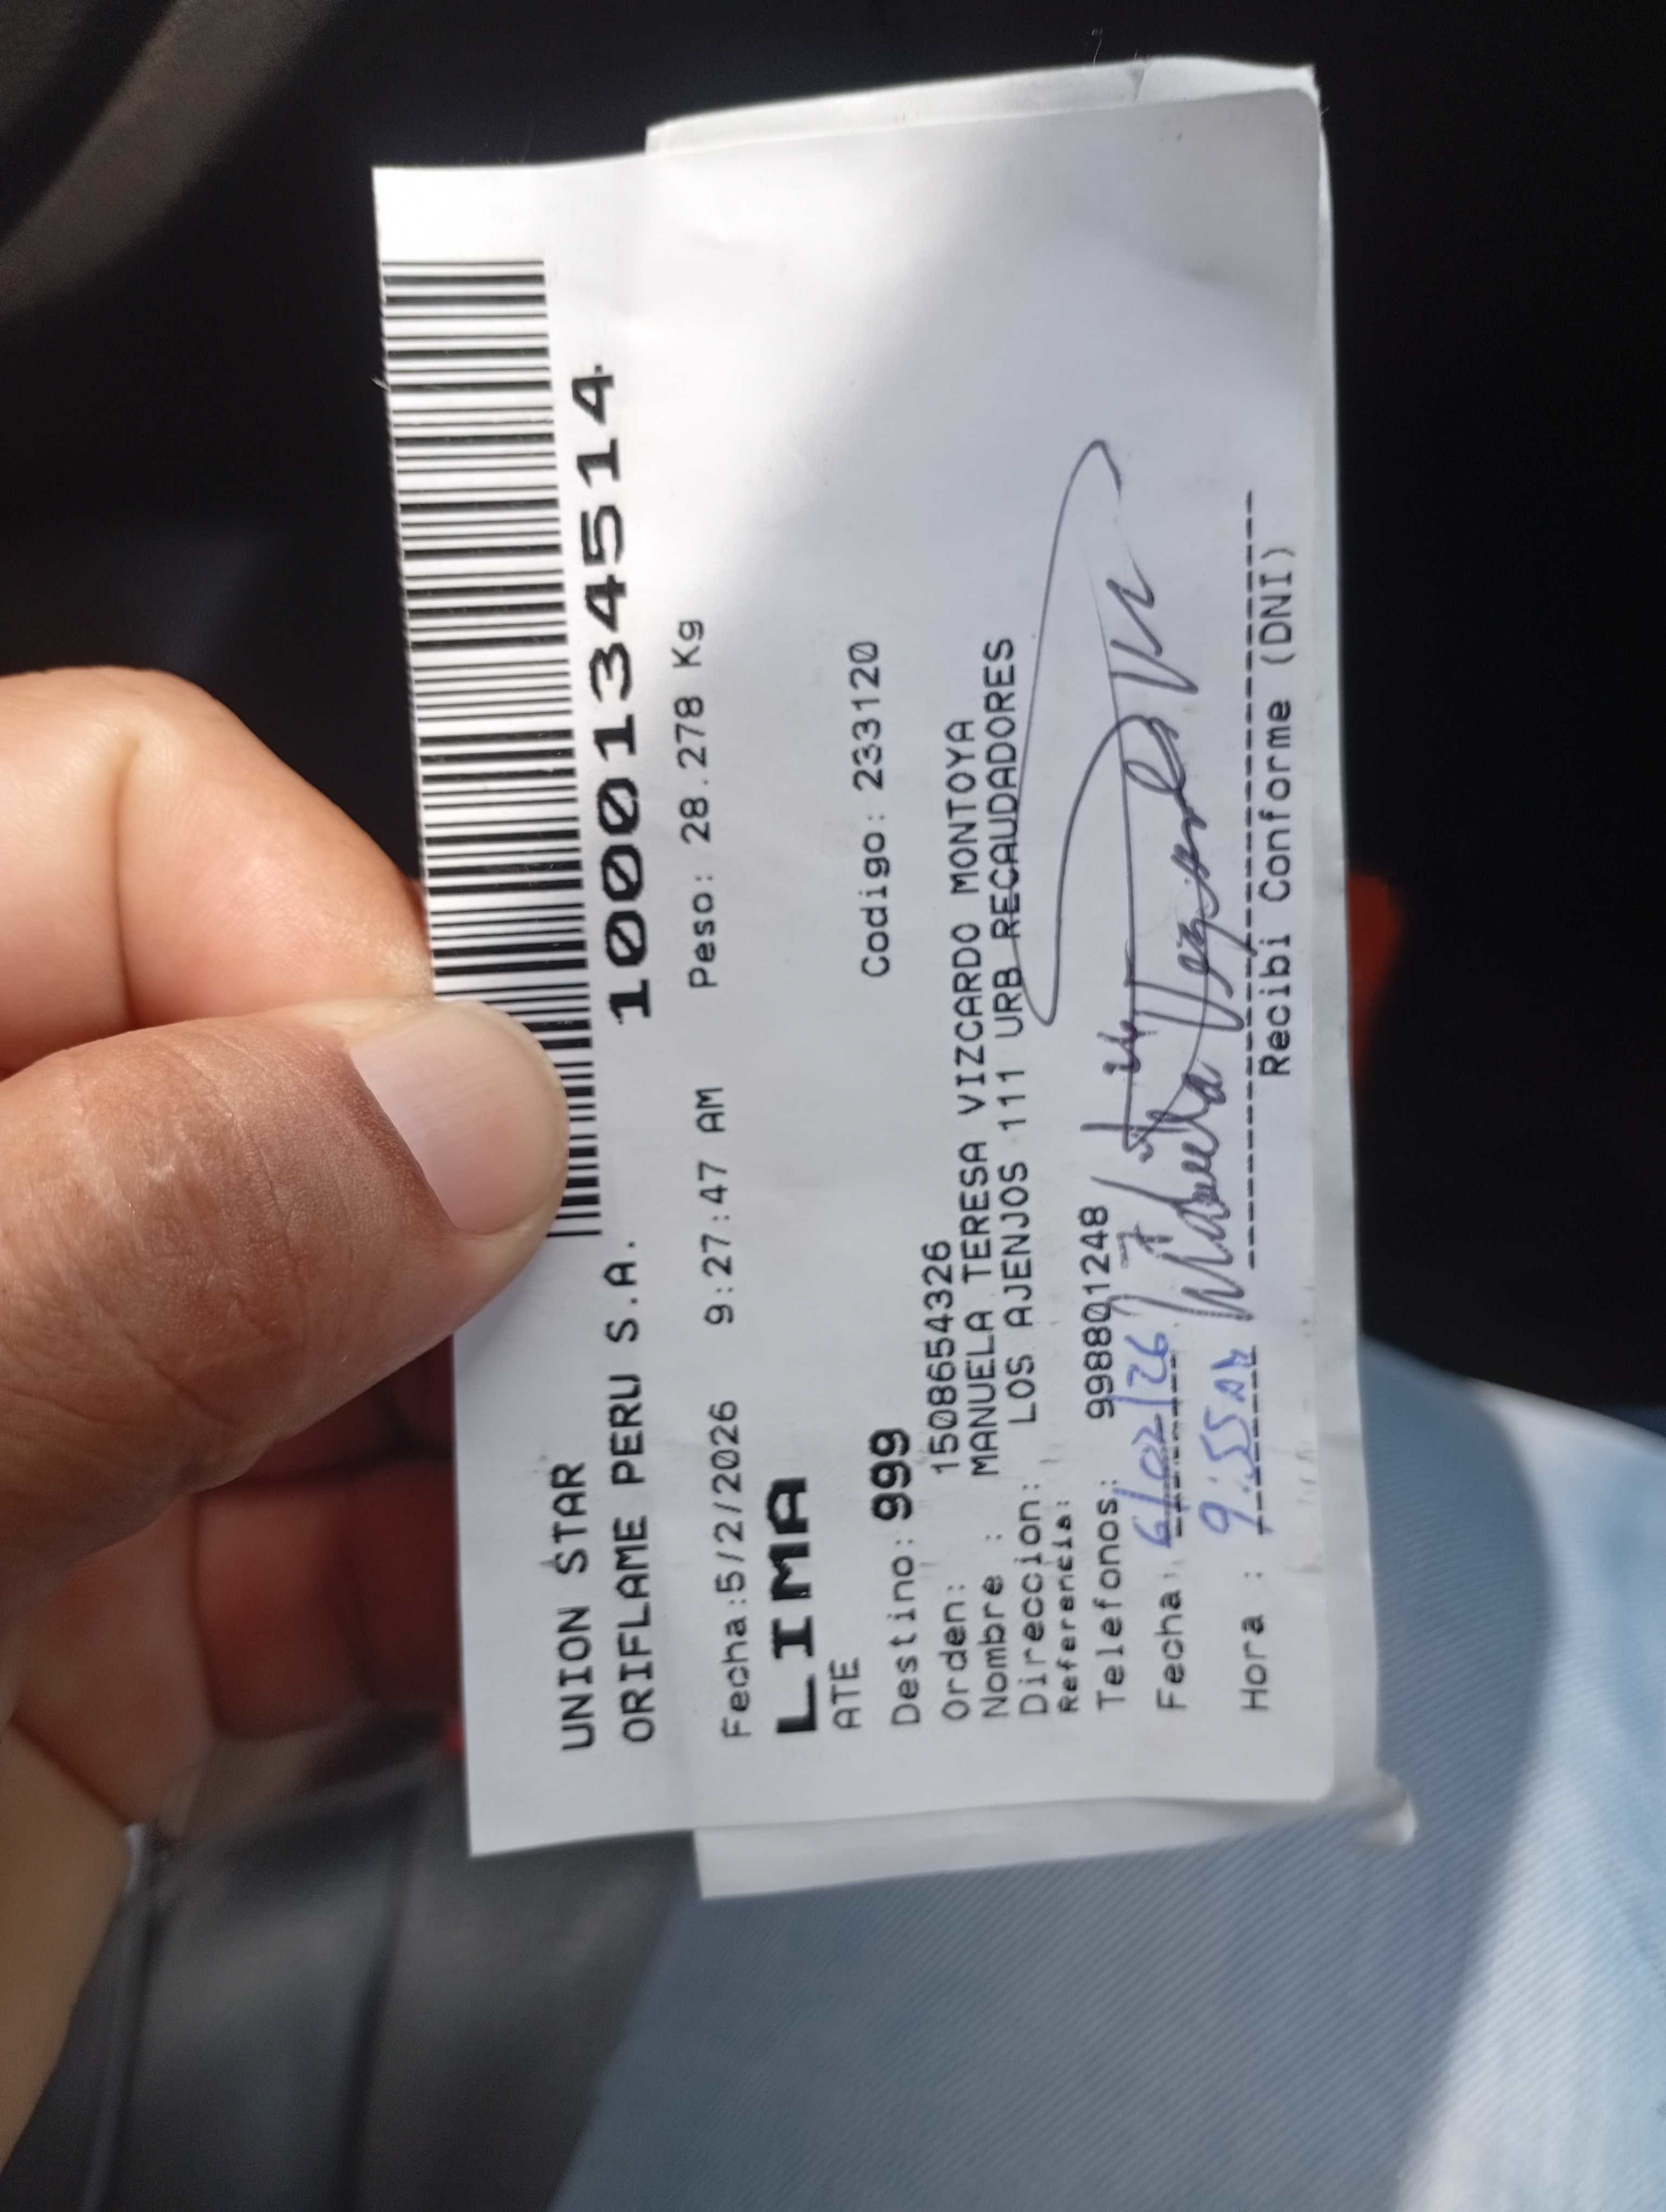 UNION STAR
ORIFLAME PERU S.A. 1000134514
Fecha:5/2/2026 9:27:47 AM Peso: 28.278 Kg
LIMA
ATE
Destino: 999 Codigo: 233120
Orden: 1508654326
Nombre : MANUELA TERESA VIZCARDO MONTOYA
Direccion: LOS AJENJOS 111 URB RECAUDADORES
Referencia:
Telefonos: 998801248
Fecha: 6/02/26
Hora : 9:55 Manuela
Recibi Conforme (DNI)